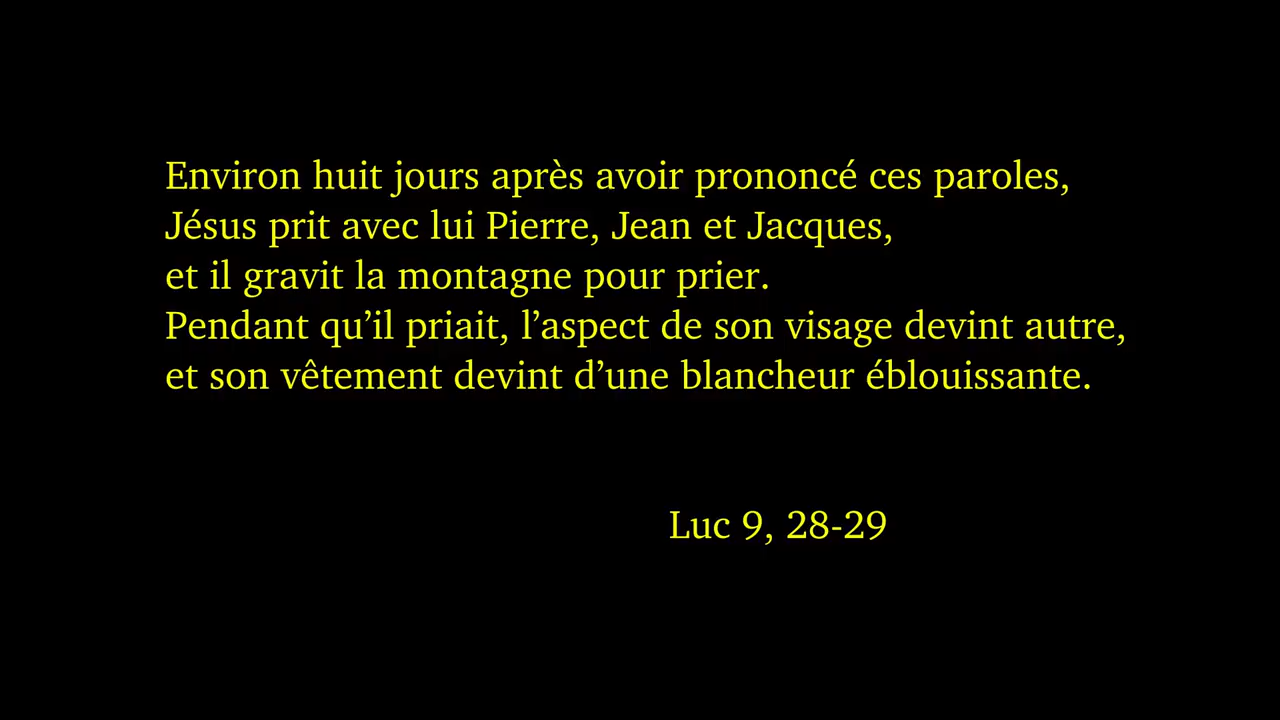 Environ huit jours après avoir prononcé ces paroles,
Jésus prit avec lui Pierre, Jean et Jacques,
et il gravit la montagne pour prier.
Pendant qu’il priait, l’aspect de son visage devint autre,
et son vêtement devint d’une blancheur éblouissante.
Luc 9, 28-29